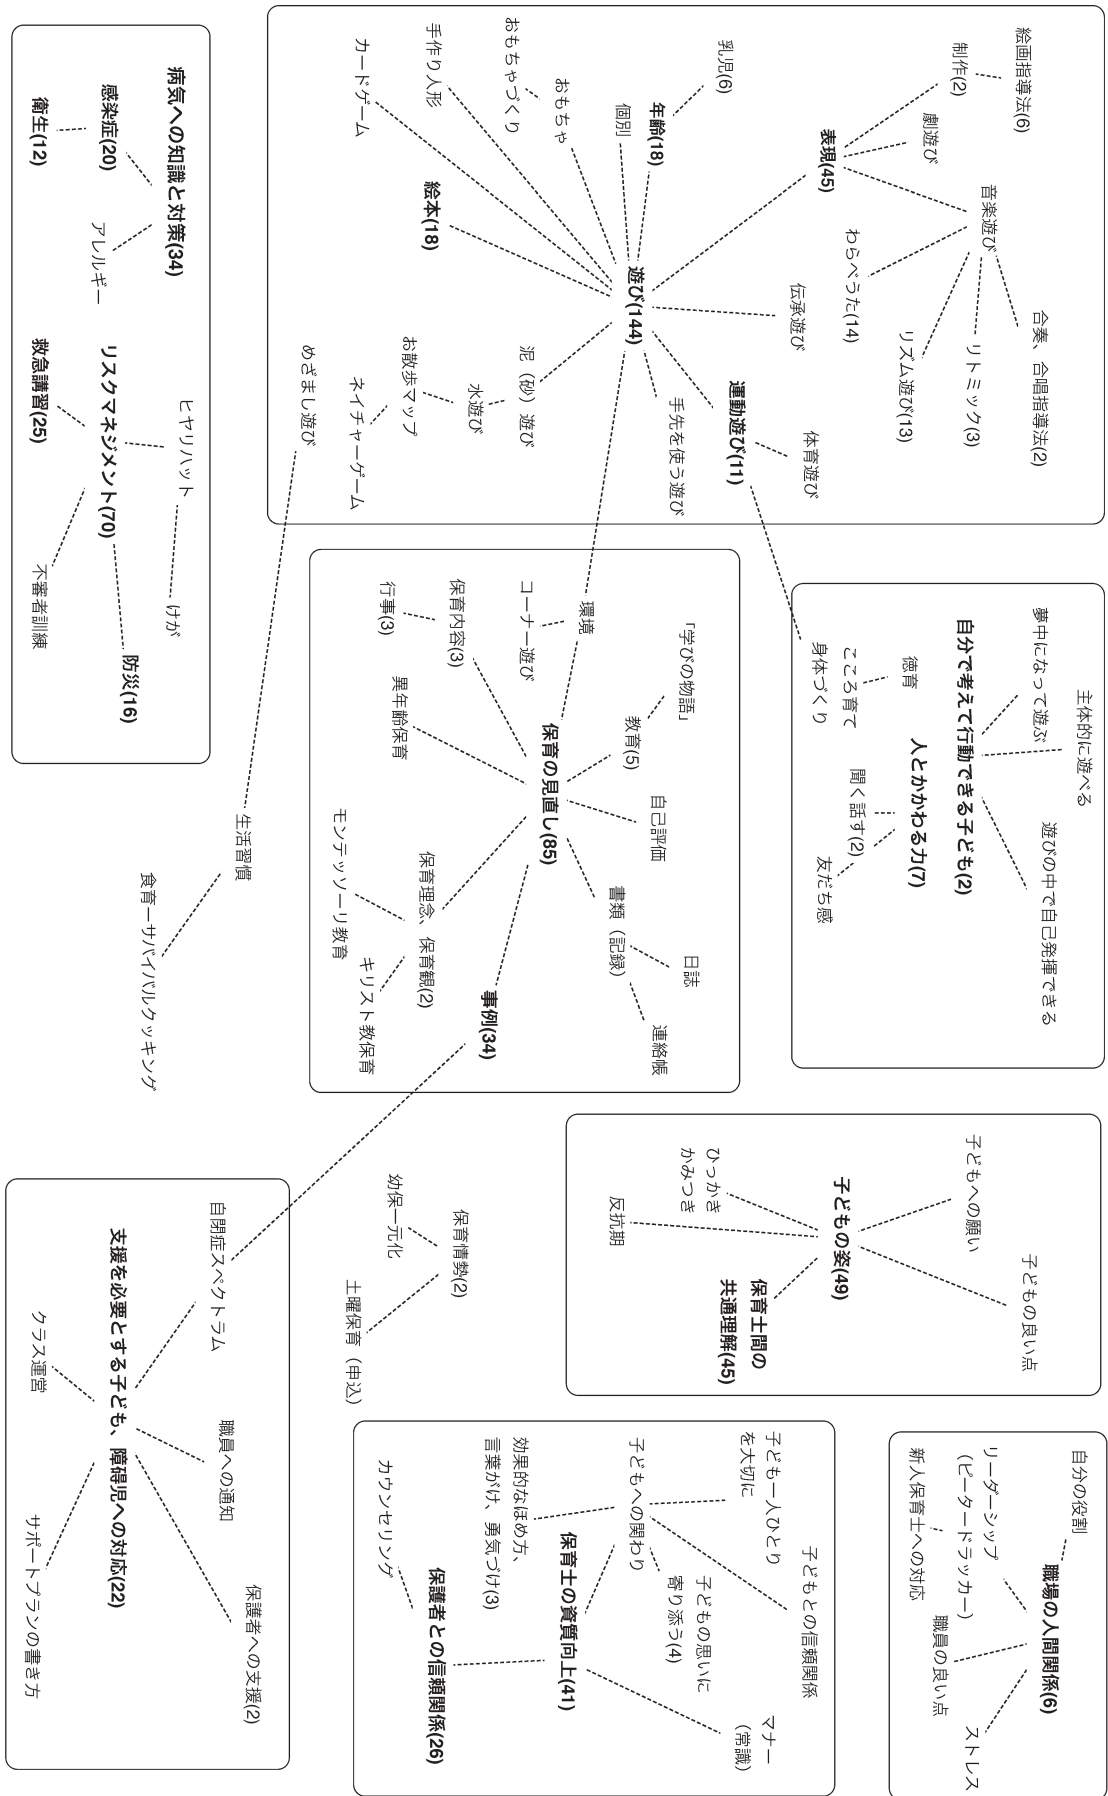 絵画指導法(6)
制作(2)
劇遊び
音楽遊び
合奏、合唱指導法(2)
リトミック(3)
リズム遊び(13)
わらべうた(14)
表現(45)
伝承遊び
体育遊び
運動遊び(11)
手先を使う遊び
乳児(6)
年齢(18)
個別
遊び(144)
おもちゃ
おもちゃづくり
手作り人形
カードゲーム
絵本(18)
泥（砂）遊び
水遊び
お散歩マップ
ネイチャーゲーム
めざまし遊び
病気への知識と対策(34)
感染症(20)
衛生(12)
アレルギー
ヒヤリハット
リスクマネジメント(70)
救急講習(25)
けが
防災(16)
不審者訓練
主体的に遊べる
夢中になって遊ぶ
遊びの中で自己発揮できる
自分で考えて行動できる子ども(2)
徳育
人とかかわる力(7)
こころ育て
聞く話す(2)
身体づくり
友だち感
「学びの物語」
教育(5)
自己評価
書類（記録）
日誌
連絡帳
環境
コーナー遊び
保育の見直し(85)
保育内容(3)
行事(3)
異年齢保育
事例(34)
保育理念、保育観(2)
モンテッソーリ教育
キリスト教保育
生活習慣
食育ーサバイバルクッキング
子どもへの願い
子どもの良い点
子どもの姿(49)
ひっかき
かみつき
反抗期
保育士間の
共通理解(45)
保育情勢(2)
幼保一元化
土曜保育（申込）
自閉症スペクトラム
職員への通知
保護者への支援(2)
支援を必要とする子ども、障碍児への対応(22)
クラス運営
サポートプランの書き方
自分の役割
職場の人間関係(6)
リーダーシップ
(ピータードラッカー)
新人保育士への対応
職員の良い点
ストレス
子ども一人ひとり
を大切に
子どもとの信頼関係
子どもへの関わり
子どもの思いに
寄り添う(4)
マナー
(常識)
保育士の資質向上(41)
効果的なほめ方、
言葉がけ、勇気づけ(3)
保護者との信頼関係(26)
カウンセリング